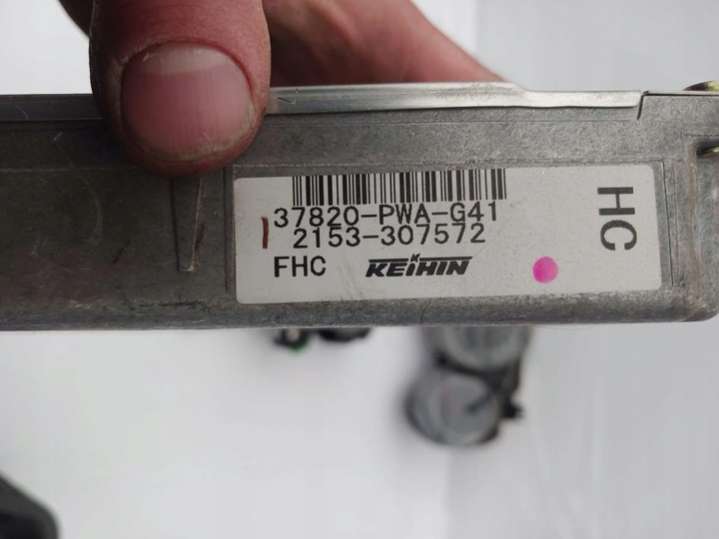 37820-PWA-G41
2153-307572
FHC KEIHIN
HC